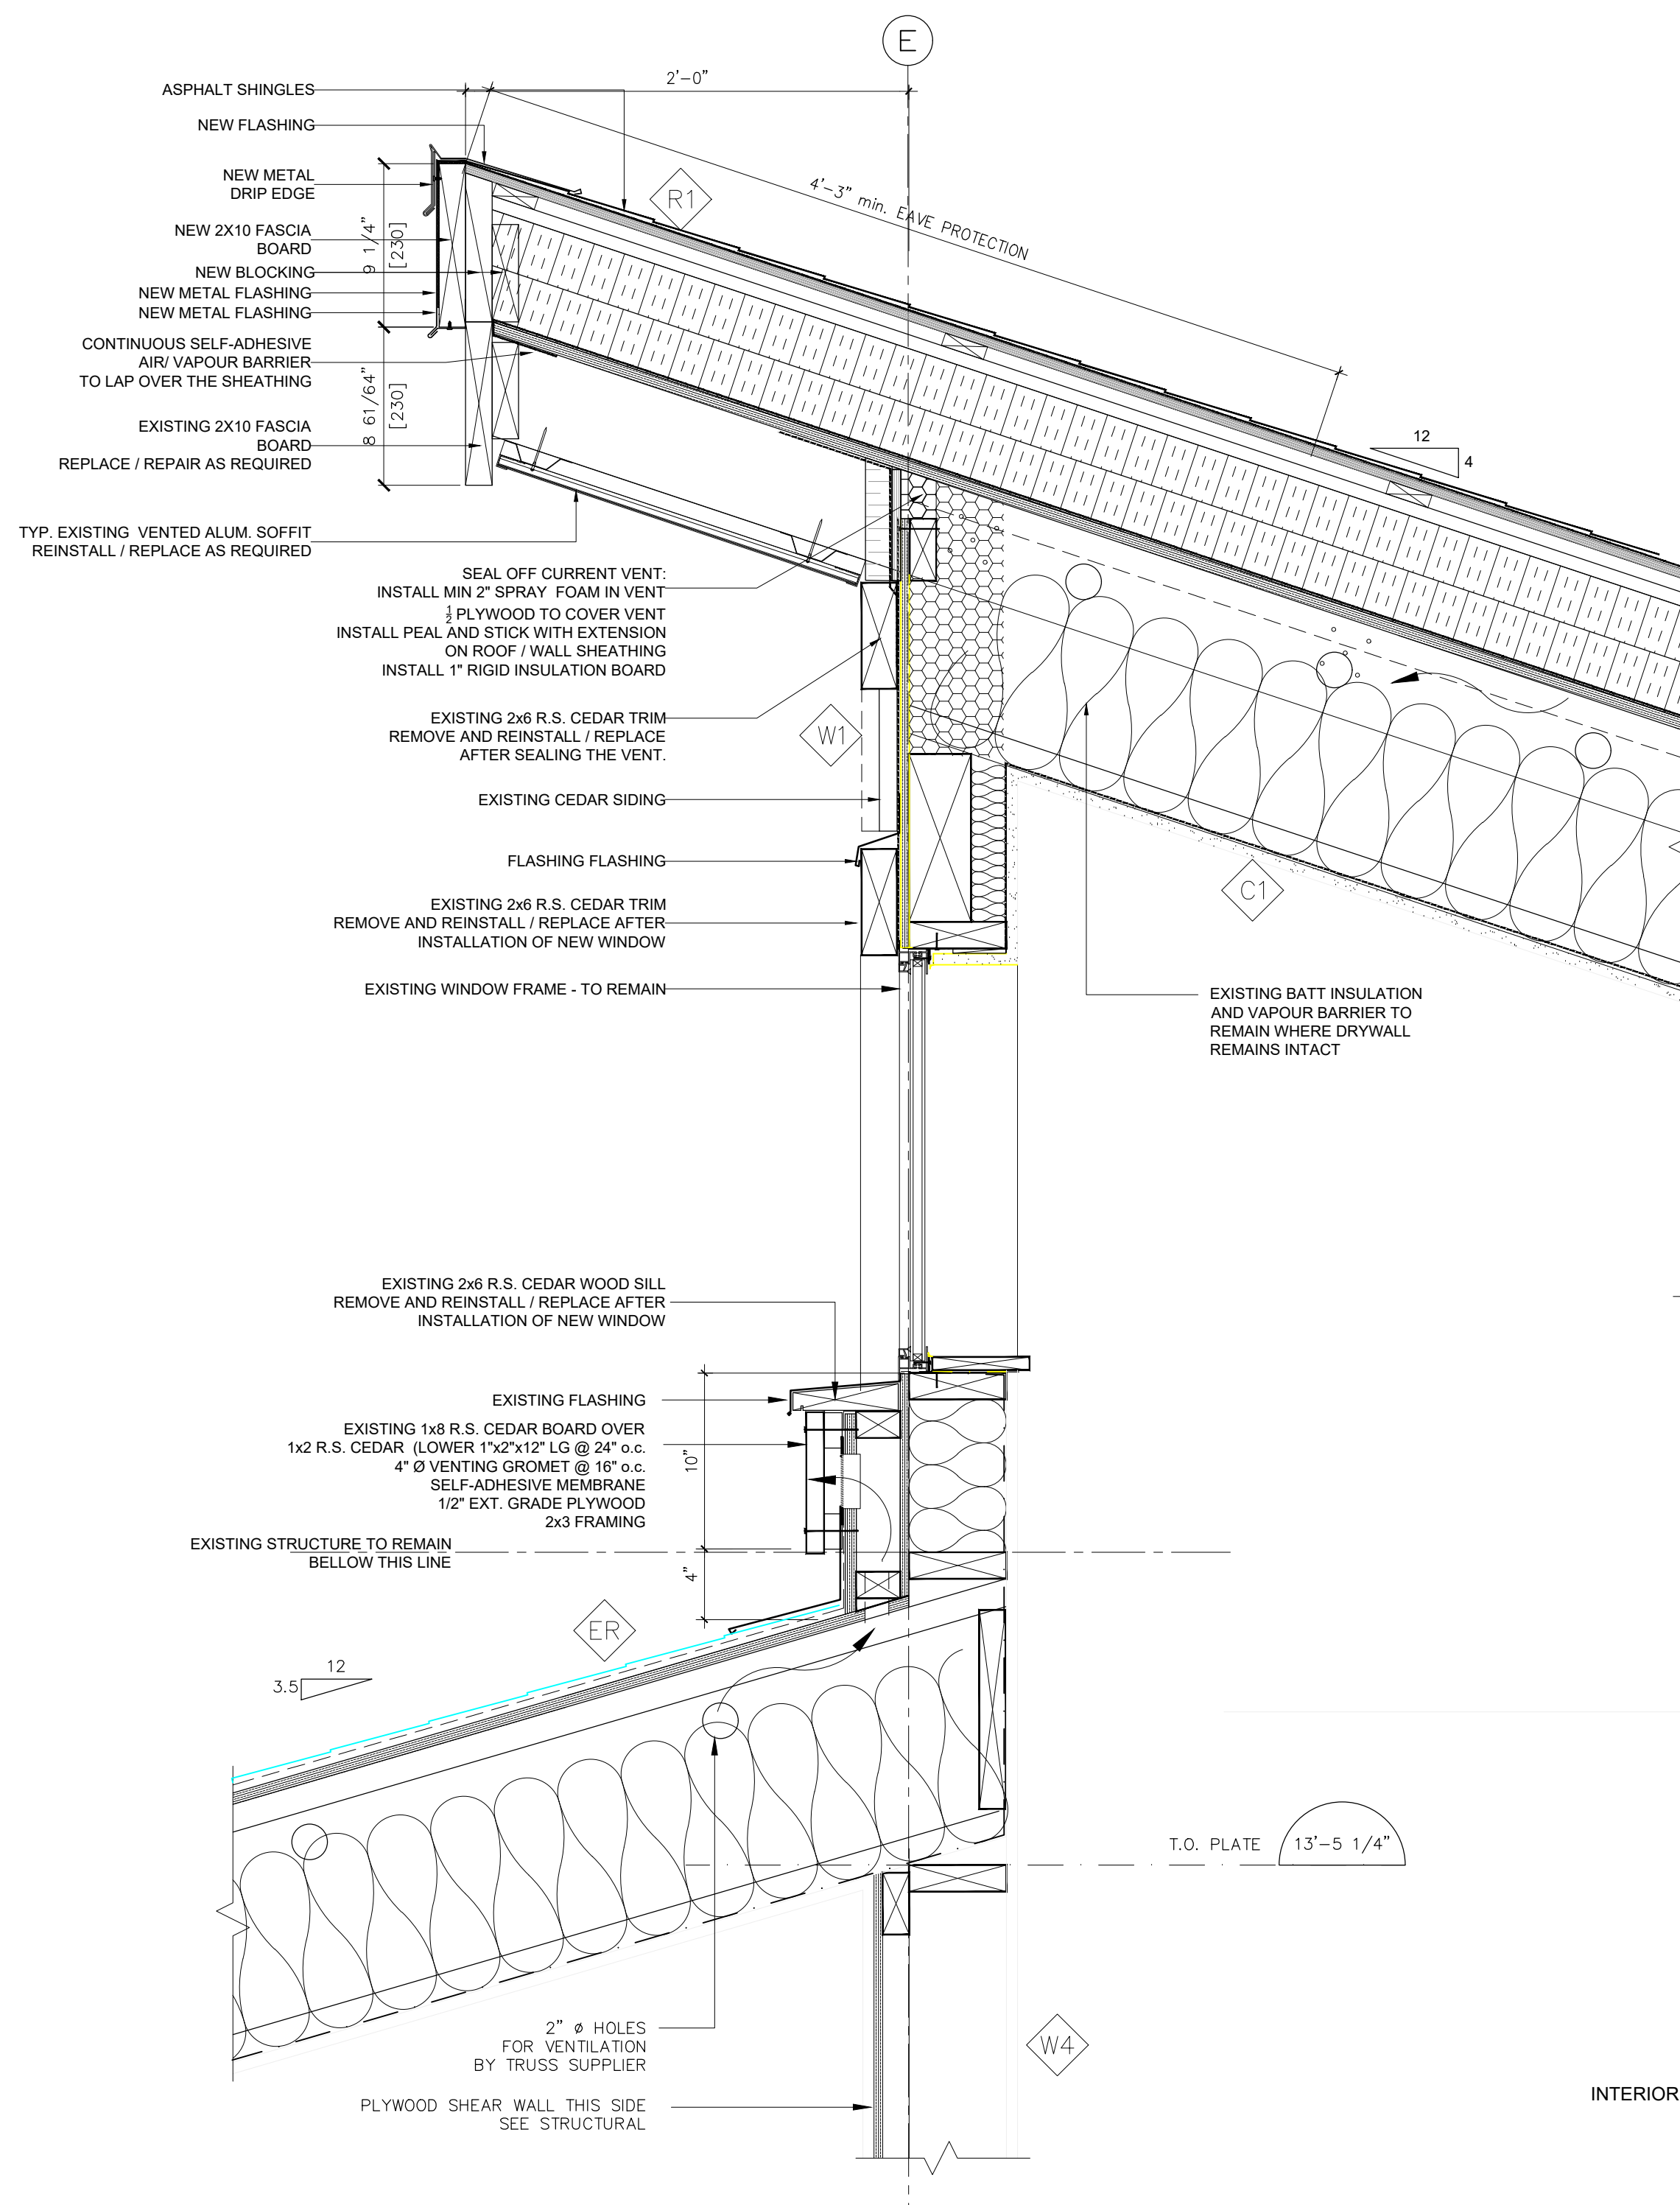 E
2'-0"
ASPHALT SHINGLES
NEW FLASHING
NEW METAL
DRIP EDGE
R1
4'-3" min. EAVE PROTECTION
NEW 2X10 FASCIA
BOARD
9 1/4"
[230]
NEW BLOCKING
NEW METAL FLASHING
NEW METAL FLASHING
CONTINUOUS SELF-ADHESIVE
AIR/ VAPOUR BARRIER
TO LAP OVER THE SHEATHING
8 61/64"
[230]
EXISTING 2X10 FASCIA
BOARD
REPLACE / REPAIR AS REQUIRED
12
4
TYP. EXISTING VENTED ALUM. SOFFIT
REINSTALL / REPLACE AS REQUIRED
SEAL OFF CURRENT VENT:
INSTALL MIN 2" SPRAY FOAM IN VENT
½ PLYWOOD TO COVER VENT
INSTALL PEAL AND STICK WITH EXTENSION
ON ROOF / WALL SHEATHING
INSTALL 1" RIGID INSULATION BOARD
EXISTING 2x6 R.S. CEDAR TRIM
REMOVE AND REINSTALL / REPLACE
AFTER SEALING THE VENT.
W1
EXISTING CEDAR SIDING
FLASHING FLASHING
C1
EXISTING 2x6 R.S. CEDAR TRIM
REMOVE AND REINSTALL / REPLACE AFTER
INSTALLATION OF NEW WINDOW
EXISTING WINDOW FRAME - TO REMAIN
EXISTING BATT INSULATION
AND VAPOUR BARRIER TO
REMAIN WHERE DRYWALL
REMAINS INTACT
EXISTING 2x6 R.S. CEDAR WOOD SILL
REMOVE AND REINSTALL / REPLACE AFTER
INSTALLATION OF NEW WINDOW
EXISTING FLASHING
EXISTING 1x8 R.S. CEDAR BOARD OVER
1x2 R.S. CEDAR (LOWER 1"x2"x12" LG @ 24" o.c.
4" Ø VENTING GROMET @ 16" o.c.
SELF-ADHESIVE MEMBRANE
1/2" EXT. GRADE PLYWOOD
2x3 FRAMING
10"
EXISTING STRUCTURE TO REMAIN
BELLOW THIS LINE
4"
ER
12
3.5
T.O. PLATE
13'-5 1/4"
2" ø HOLES
FOR VENTILATION
BY TRUSS SUPPLIER
W4
PLYWOOD SHEAR WALL THIS SIDE
SEE STRUCTURAL
INTERIOR